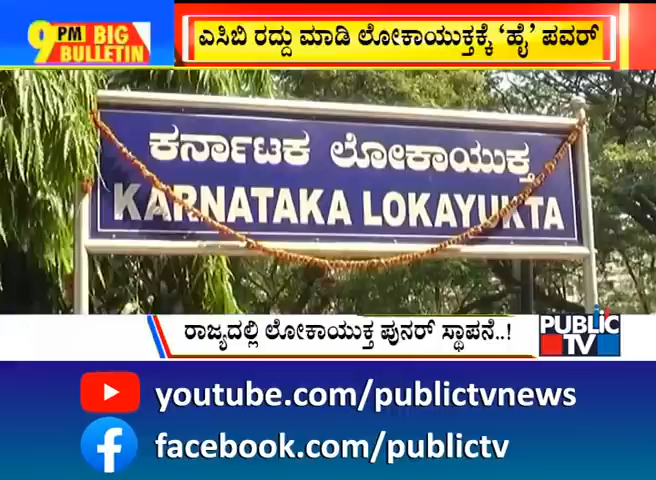 9PM BIG BULLETIN
ಎಸಿಬಿ ರದ್ದು ಮಾಡಿ ಲೋಕಾಯುಕ್ತಕ್ಕೆ ‘ಹೈ’ ಪವರ್
ಕರ್ನಾಟಕ ಲೋಕಾಯುಕ್ತ
KARNATAKA LOKAYUKTA
ರಾಜ್ಯದಲ್ಲಿ ಲೋಕಾಯುಕ್ತ ಪುನರ್ ಸ್ಥಾಪನೆ..!
PUBLIC TV
youtube.com/publictvnews
facebook.com/publictv